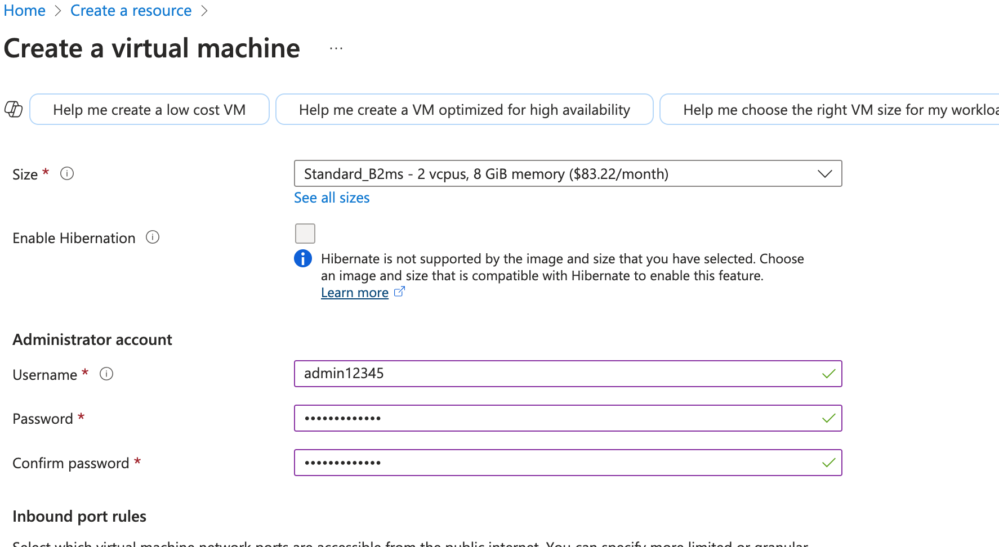 Home > Create a resource >
Create a virtual machine ...
Help me create a low cost VM
Help me create a VM optimized for high availability
Help me choose the right VM size for my workloa
Size *
Standard_B2ms - 2 vcpus, 8 GiB memory ($83.22/month)
See all sizes
Enable Hibernation
Hibernate is not supported by the image and size that you have selected. Choose
an image and size that is compatible with Hibernate to enable this feature.
Learn more
Administrator account
Username *
admin12345
Password *
•••••••••••••
Confirm password *
•••••••••••••
Inbound port rules
Select which virtual machine network ports are accessible from the public internet. You can specify more limited or granular